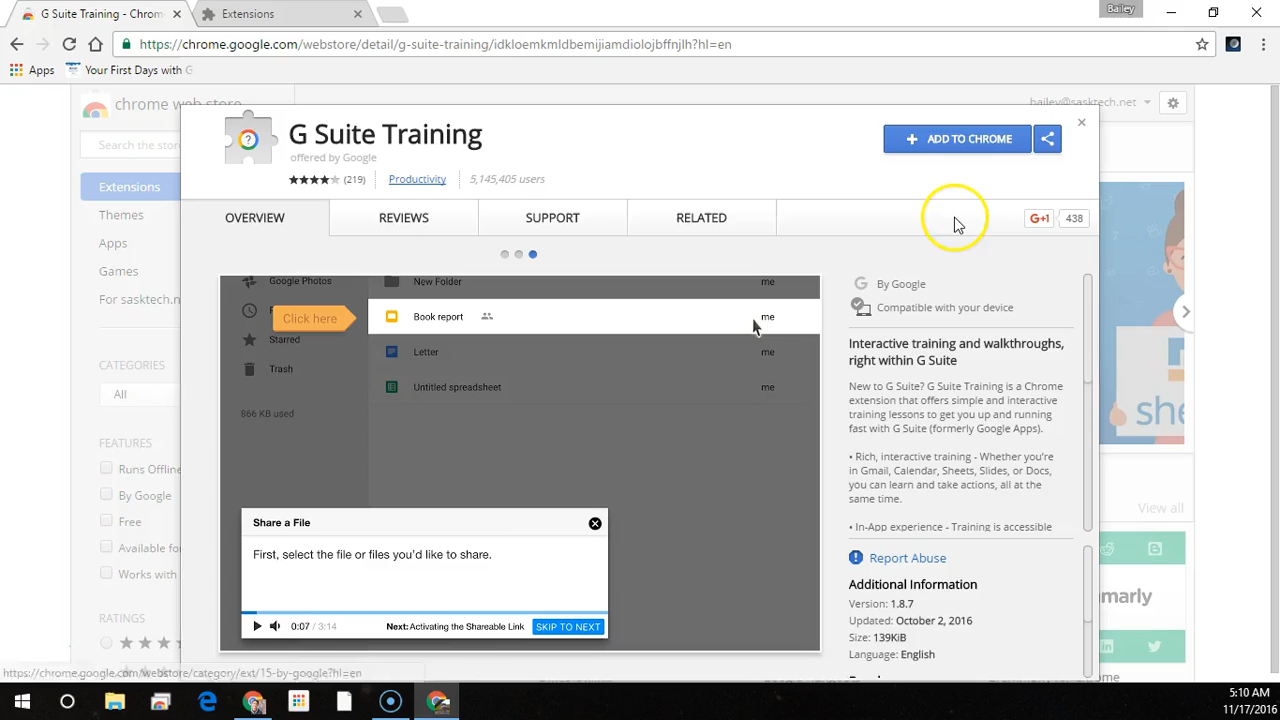 G Suite Training - Chrom
Extensions
Bailey
https://chrome.google.com/webstore/detail/g-suite-training/idkloemkmldbemijiamdiolojbffnjlh?hl=en
Apps
Your First Days with G
chrome web store
bailey@sasktech.net
Search the store
Extensions
Themes
Apps
Games
For sasktech.n
CATEGORIES
All
FEATURES
Runs Offline
By Google
Free
Available for
Works with
RATINGS
G Suite Training
offered by Google
(219)
Productivity
5,145,405 users
ADD TO CHROME
OVERVIEW
REVIEWS
SUPPORT
RELATED
G+1
438
Google Photos
New Folder
me
Click here
Book report
me
Starred
Letter
me
Trash
Untitled spreadsheet
me
866 KB used
Share a File
First, select the file or files you'd like to share.
0:07 / 3:14
Next: Activating the Shareable Link
SKIP TO NEXT
By Google
Compatible with your device
Interactive training and walkthroughs,
right within G Suite
New to G Suite? G Suite Training is a Chrome
extension that offers simple and interactive
training lessons to get you up and running
fast with G Suite (formerly Google Apps).
• Rich, interactive training - Whether you're
in Gmail, Calendar, Sheets, Slides, or Docs,
you can learn and take actions, all at the
same time.
• In-App experience - Training is accessible
Report Abuse
Additional Information
Version: 1.8.7
Updated: October 2, 2016
Size: 139KiB
Language: English
she
View all
marly
https://chrome.google.com/webstore/category/ext/15-by-google?hl=en
5:10 AM
11/17/2016